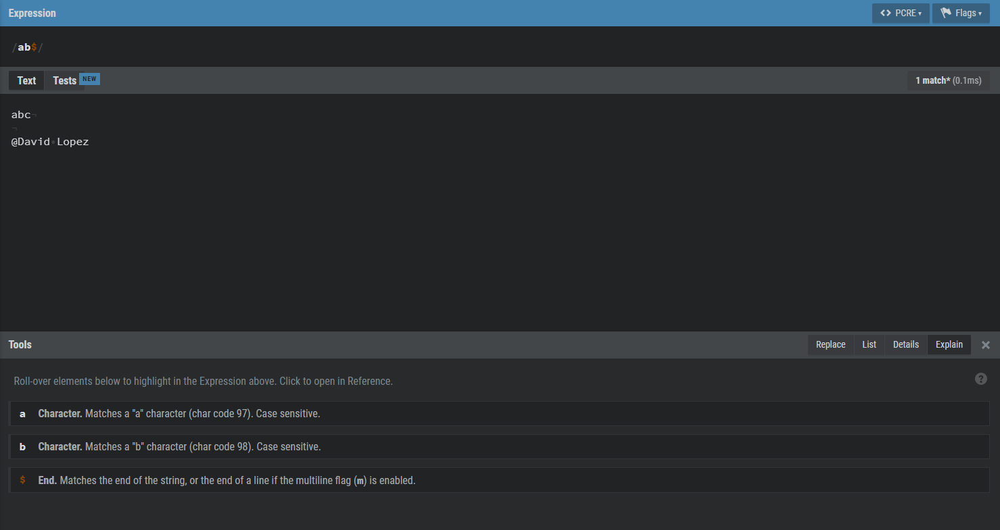 Expression
<> PCRE ▾ Flags ▾
/ab$/
Text Tests NEW 1 match* (0.1ms)
abc¬
¬
@David•Lopez
Tools Replace List Details Explain ×
Roll-over elements below to highlight in the Expression above. Click to open in Reference. ?
a Character. Matches a "a" character (char code 97). Case sensitive.
b Character. Matches a "b" character (char code 98). Case sensitive.
$ End. Matches the end of the string, or the end of a line if the multiline flag (m) is enabled.